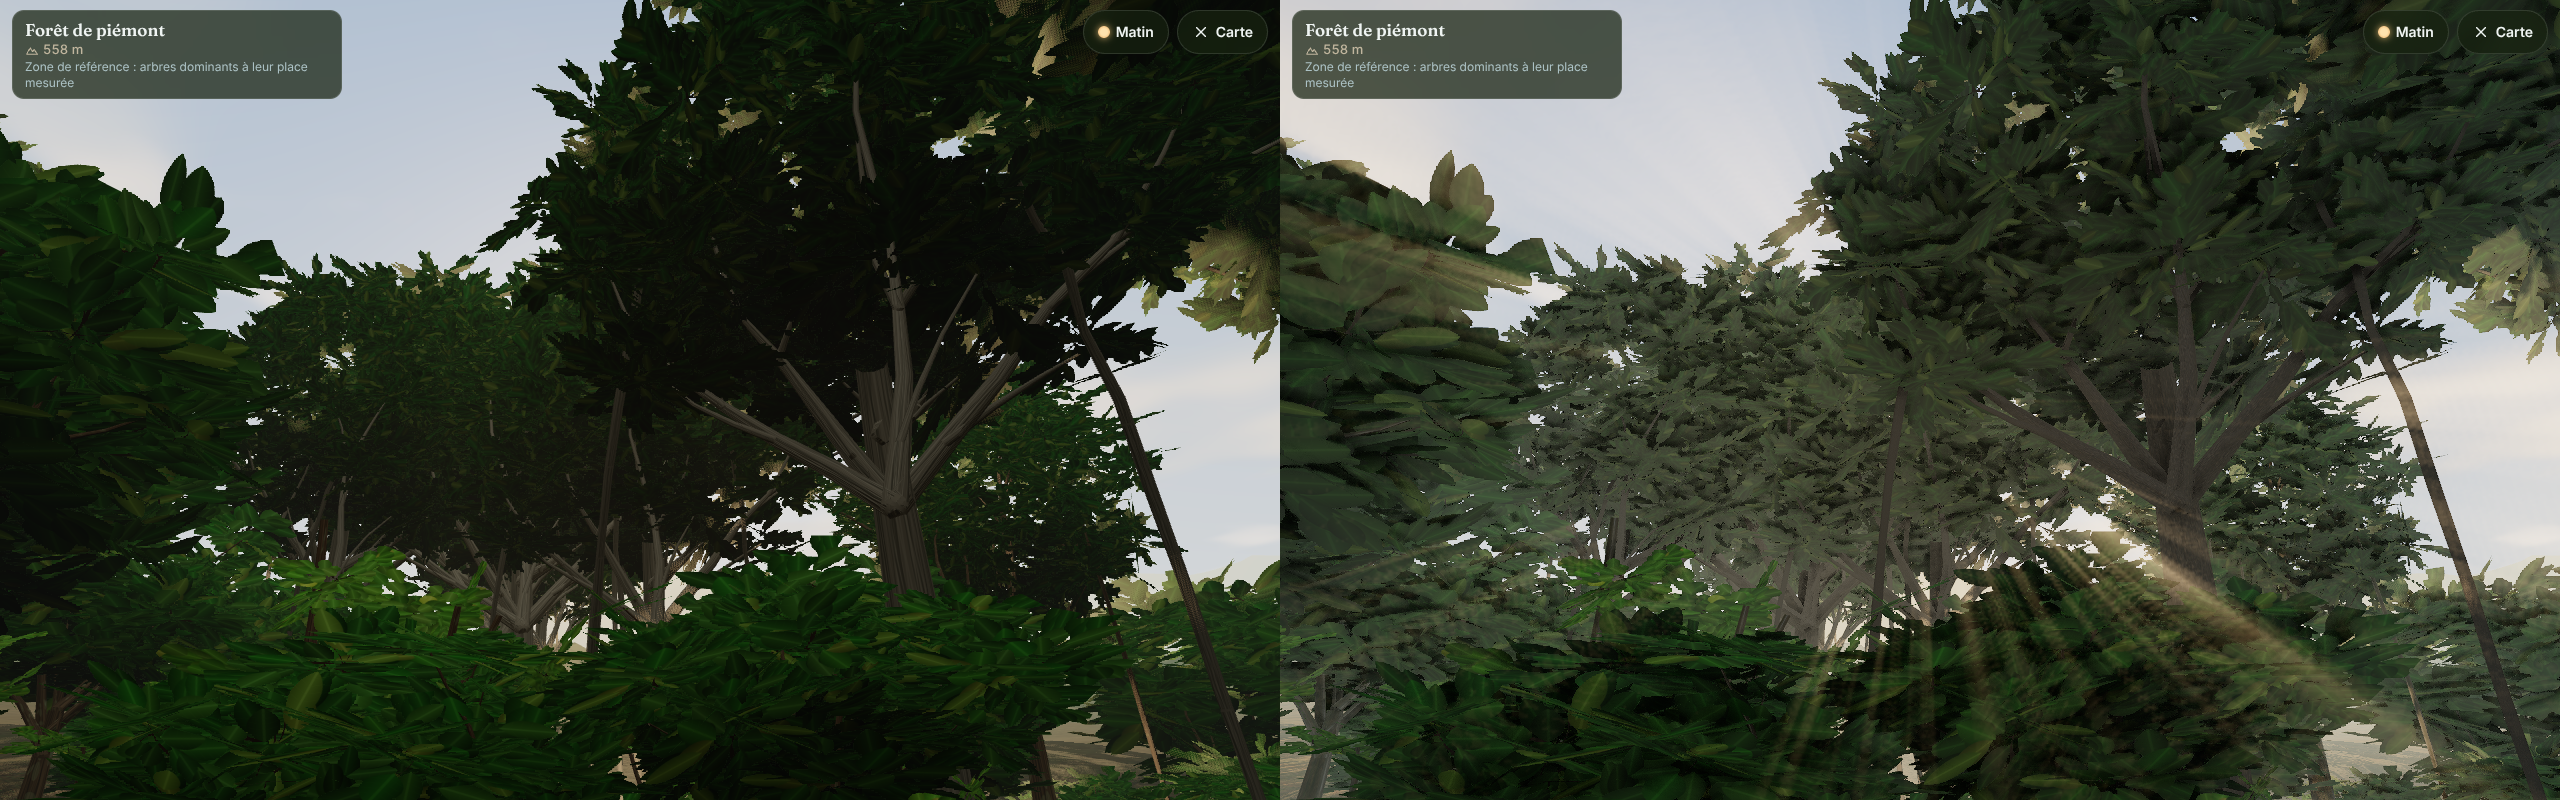 Forêt de piémont
558 m
Zone de référence : arbres dominants à leur place
mesurée
Matin
Carte
Forêt de piémont
558 m
Zone de référence : arbres dominants à leur place
mesurée
Matin
Carte